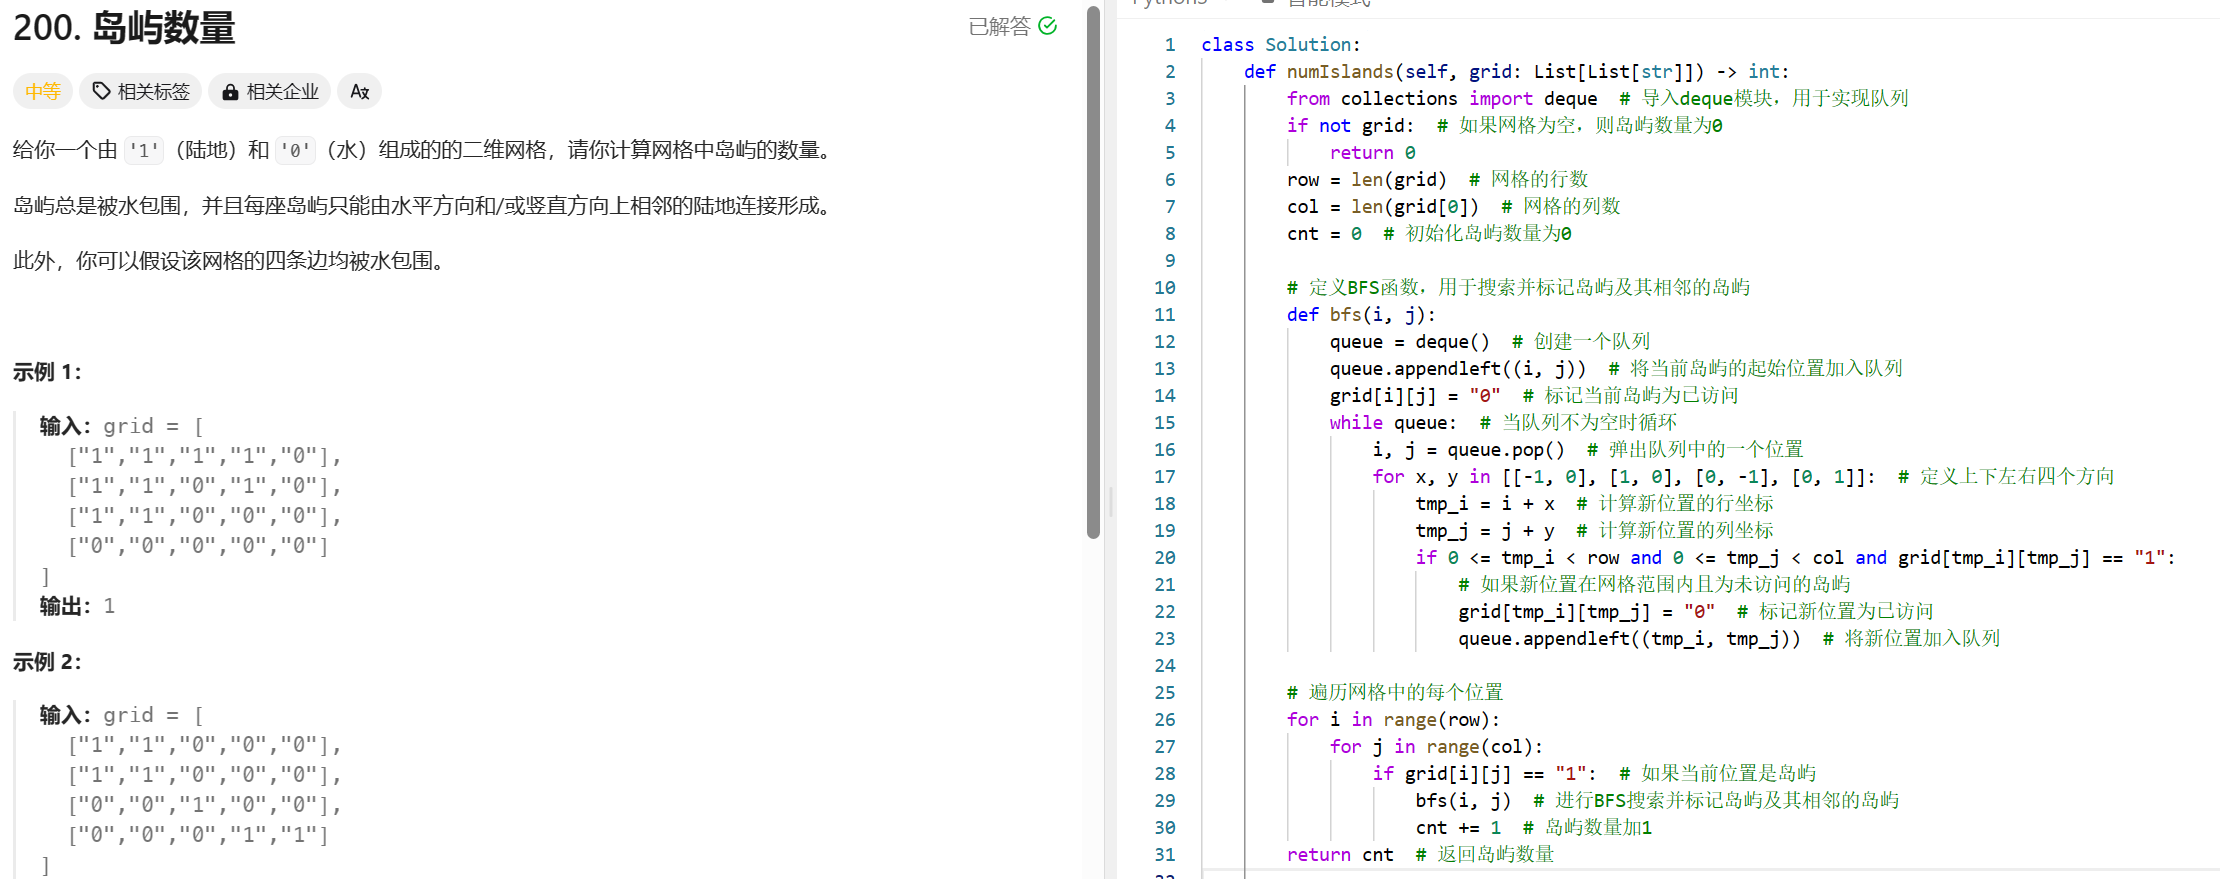 200. 岛屿数量
已解答
中等 相关标签 相关企业
给你一个由 '1'（陆地）和 '0'（水）组成的的二维网格，请你计算网格中岛屿的数量。
岛屿总是被水包围，并且每座岛屿只能由水平方向和/或竖直方向上相邻的陆地连接形成。
此外，你可以假设该网格的四条边均被水包围。
示例 1：
输入：grid = [
["1","1","1","1","0"],
["1","1","0","1","0"],
["1","1","0","0","0"],
["0","0","0","0","0"]
]
输出：1
示例 2：
输入：grid = [
["1","1","0","0","0"],
["1","1","0","0","0"],
["0","0","1","0","0"],
["0","0","0","1","1"]
]
Python3 智能模式
1 class Solution:
2 def numIslands(self, grid: List[List[str]]) -> int:
3 from collections import deque # 导入deque模块，用于实现队列
4 if not grid: # 如果网格为空，则岛屿数量为0
5 return 0
6 row = len(grid) # 网格的行数
7 col = len(grid[0]) # 网格的列数
8 cnt = 0 # 初始化岛屿数量为0
9
10 # 定义BFS函数，用于搜索并标记岛屿及其相邻的岛屿
11 def bfs(i, j):
12 queue = deque() # 创建一个队列
13 queue.appendleft((i, j)) # 将当前岛屿的起始位置加入队列
14 grid[i][j] = "0" # 标记当前岛屿为已访问
15 while queue: # 当队列不为空时循环
16 i, j = queue.pop() # 弹出队列中的一个位置
17 for x, y in [[-1, 0], [1, 0], [0, -1], [0, 1]]: # 定义上下左右四个方向
18 tmp_i = i + x # 计算新位置的行坐标
19 tmp_j = j + y # 计算新位置的列坐标
20 if 0 <= tmp_i < row and 0 <= tmp_j < col and grid[tmp_i][tmp_j] == "1":
21 # 如果新位置在网格范围内且为未访问的岛屿
22 grid[tmp_i][tmp_j] = "0" # 标记新位置为已访问
23 queue.appendleft((tmp_i, tmp_j)) # 将新位置加入队列
24
25 # 遍历网格中的每个位置
26 for i in range(row):
27 for j in range(col):
28 if grid[i][j] == "1": # 如果当前位置是岛屿
29 bfs(i, j) # 进行BFS搜索并标记岛屿及其相邻的岛屿
30 cnt += 1 # 岛屿数量加1
31 return cnt # 返回岛屿数量